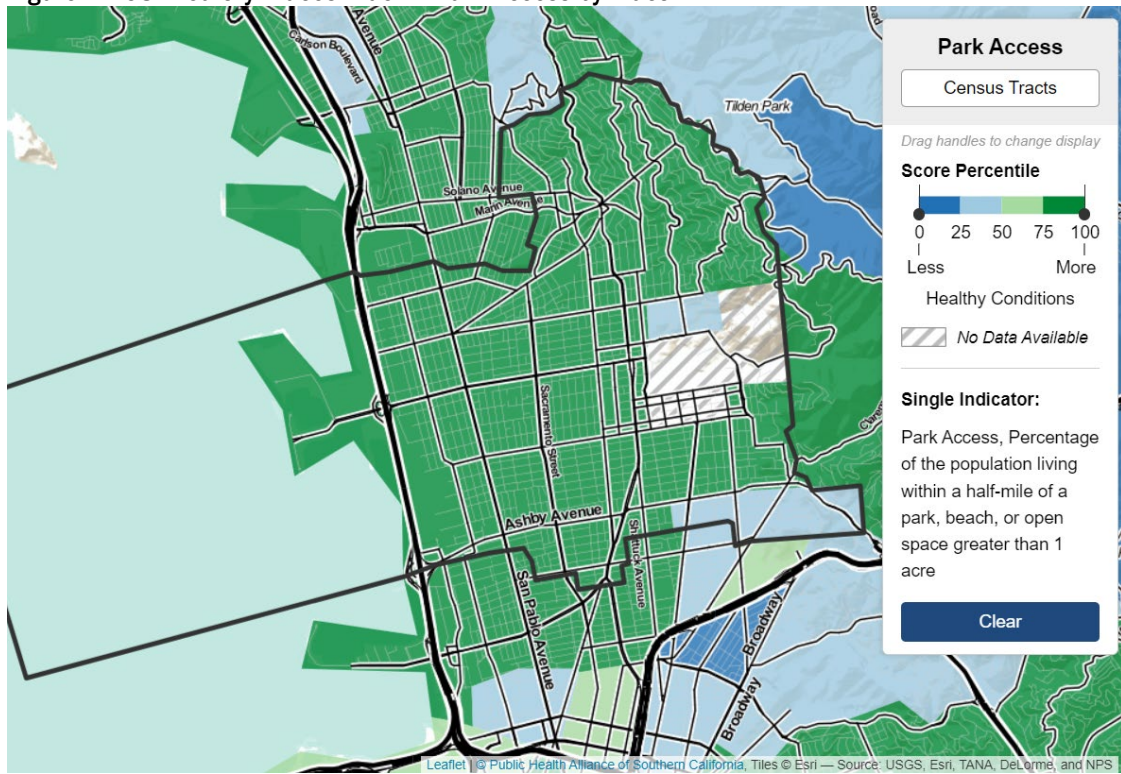 Carlson Boulevard
Avenue
Tilden Park
Solano Avenue
Marin Avenue
Sacramento Street
Ashby Avenue
Shattuck Avenue
San Pablo Avenue
Broadway
Broadway
Park Access
Census Tracts
Drag handles to change display
Score Percentile
0 25 50 75 100
Less More
Healthy Conditions
No Data Available
Single Indicator:
Park Access, Percentage
of the population living
within a half-mile of a
park, beach, or open
space greater than 1
acre
Clear
Leaflet | © Public Health Alliance of Southern California, Tiles © Esri — Source: USGS, Esri, TANA, DeLorme, and NPS